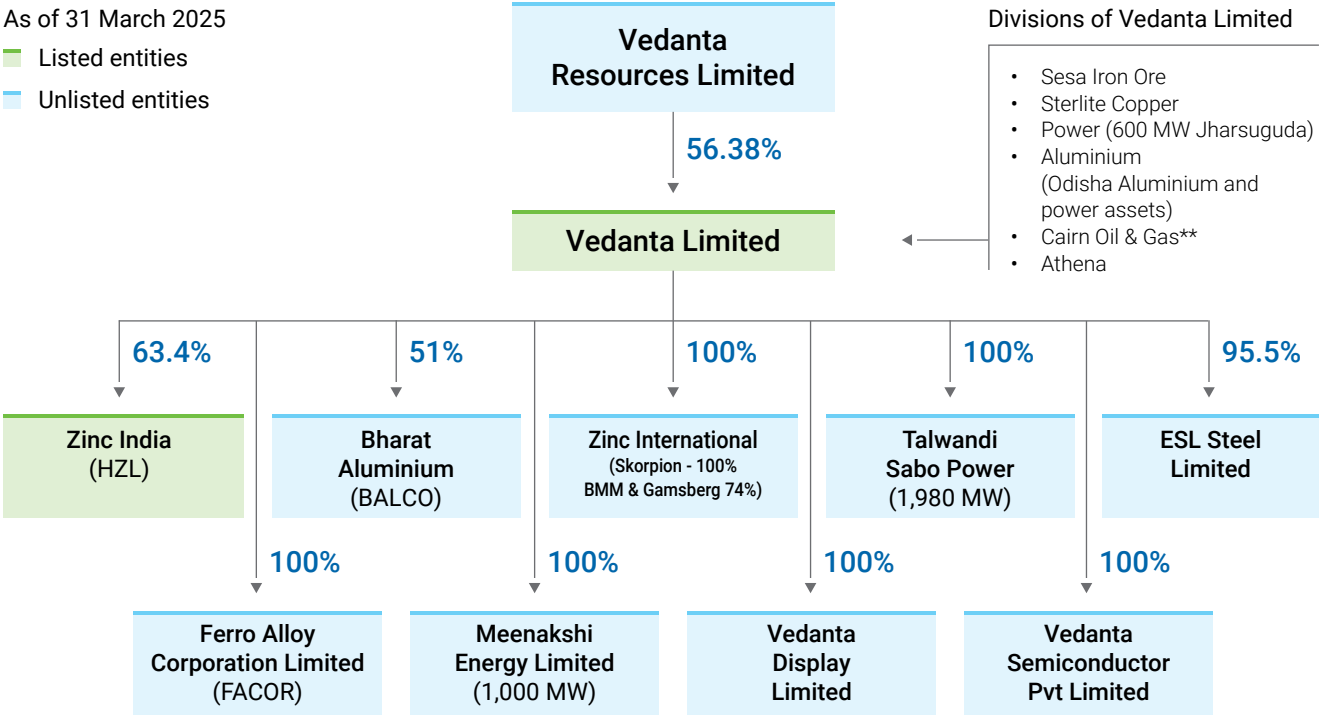 As of 31 March 2025
Listed entities
Unlisted entities
Vedanta
Resources Limited
Divisions of Vedanta Limited
• Sesa Iron Ore
• Sterlite Copper
• Power (600 MW Jharsuguda)
• Aluminium
(Odisha Aluminium and
power assets)
• Cairn Oil & Gas**
• Athena
56.38%
Vedanta Limited
63.4%
51%
100%
100%
95.5%
Zinc India
(HZL)
Bharat
Aluminium
(BALCO)
Zinc International
(Skorpion - 100%
BMM & Gamsberg 74%)
Talwandi
Sabo Power
(1,980 MW)
ESL Steel
Limited
100%
100%
100%
100%
Ferro Alloy
Corporation Limited
(FACOR)
Meenakshi
Energy Limited
(1,000 MW)
Vedanta
Display
Limited
Vedanta
Semiconductor
Pvt Limited